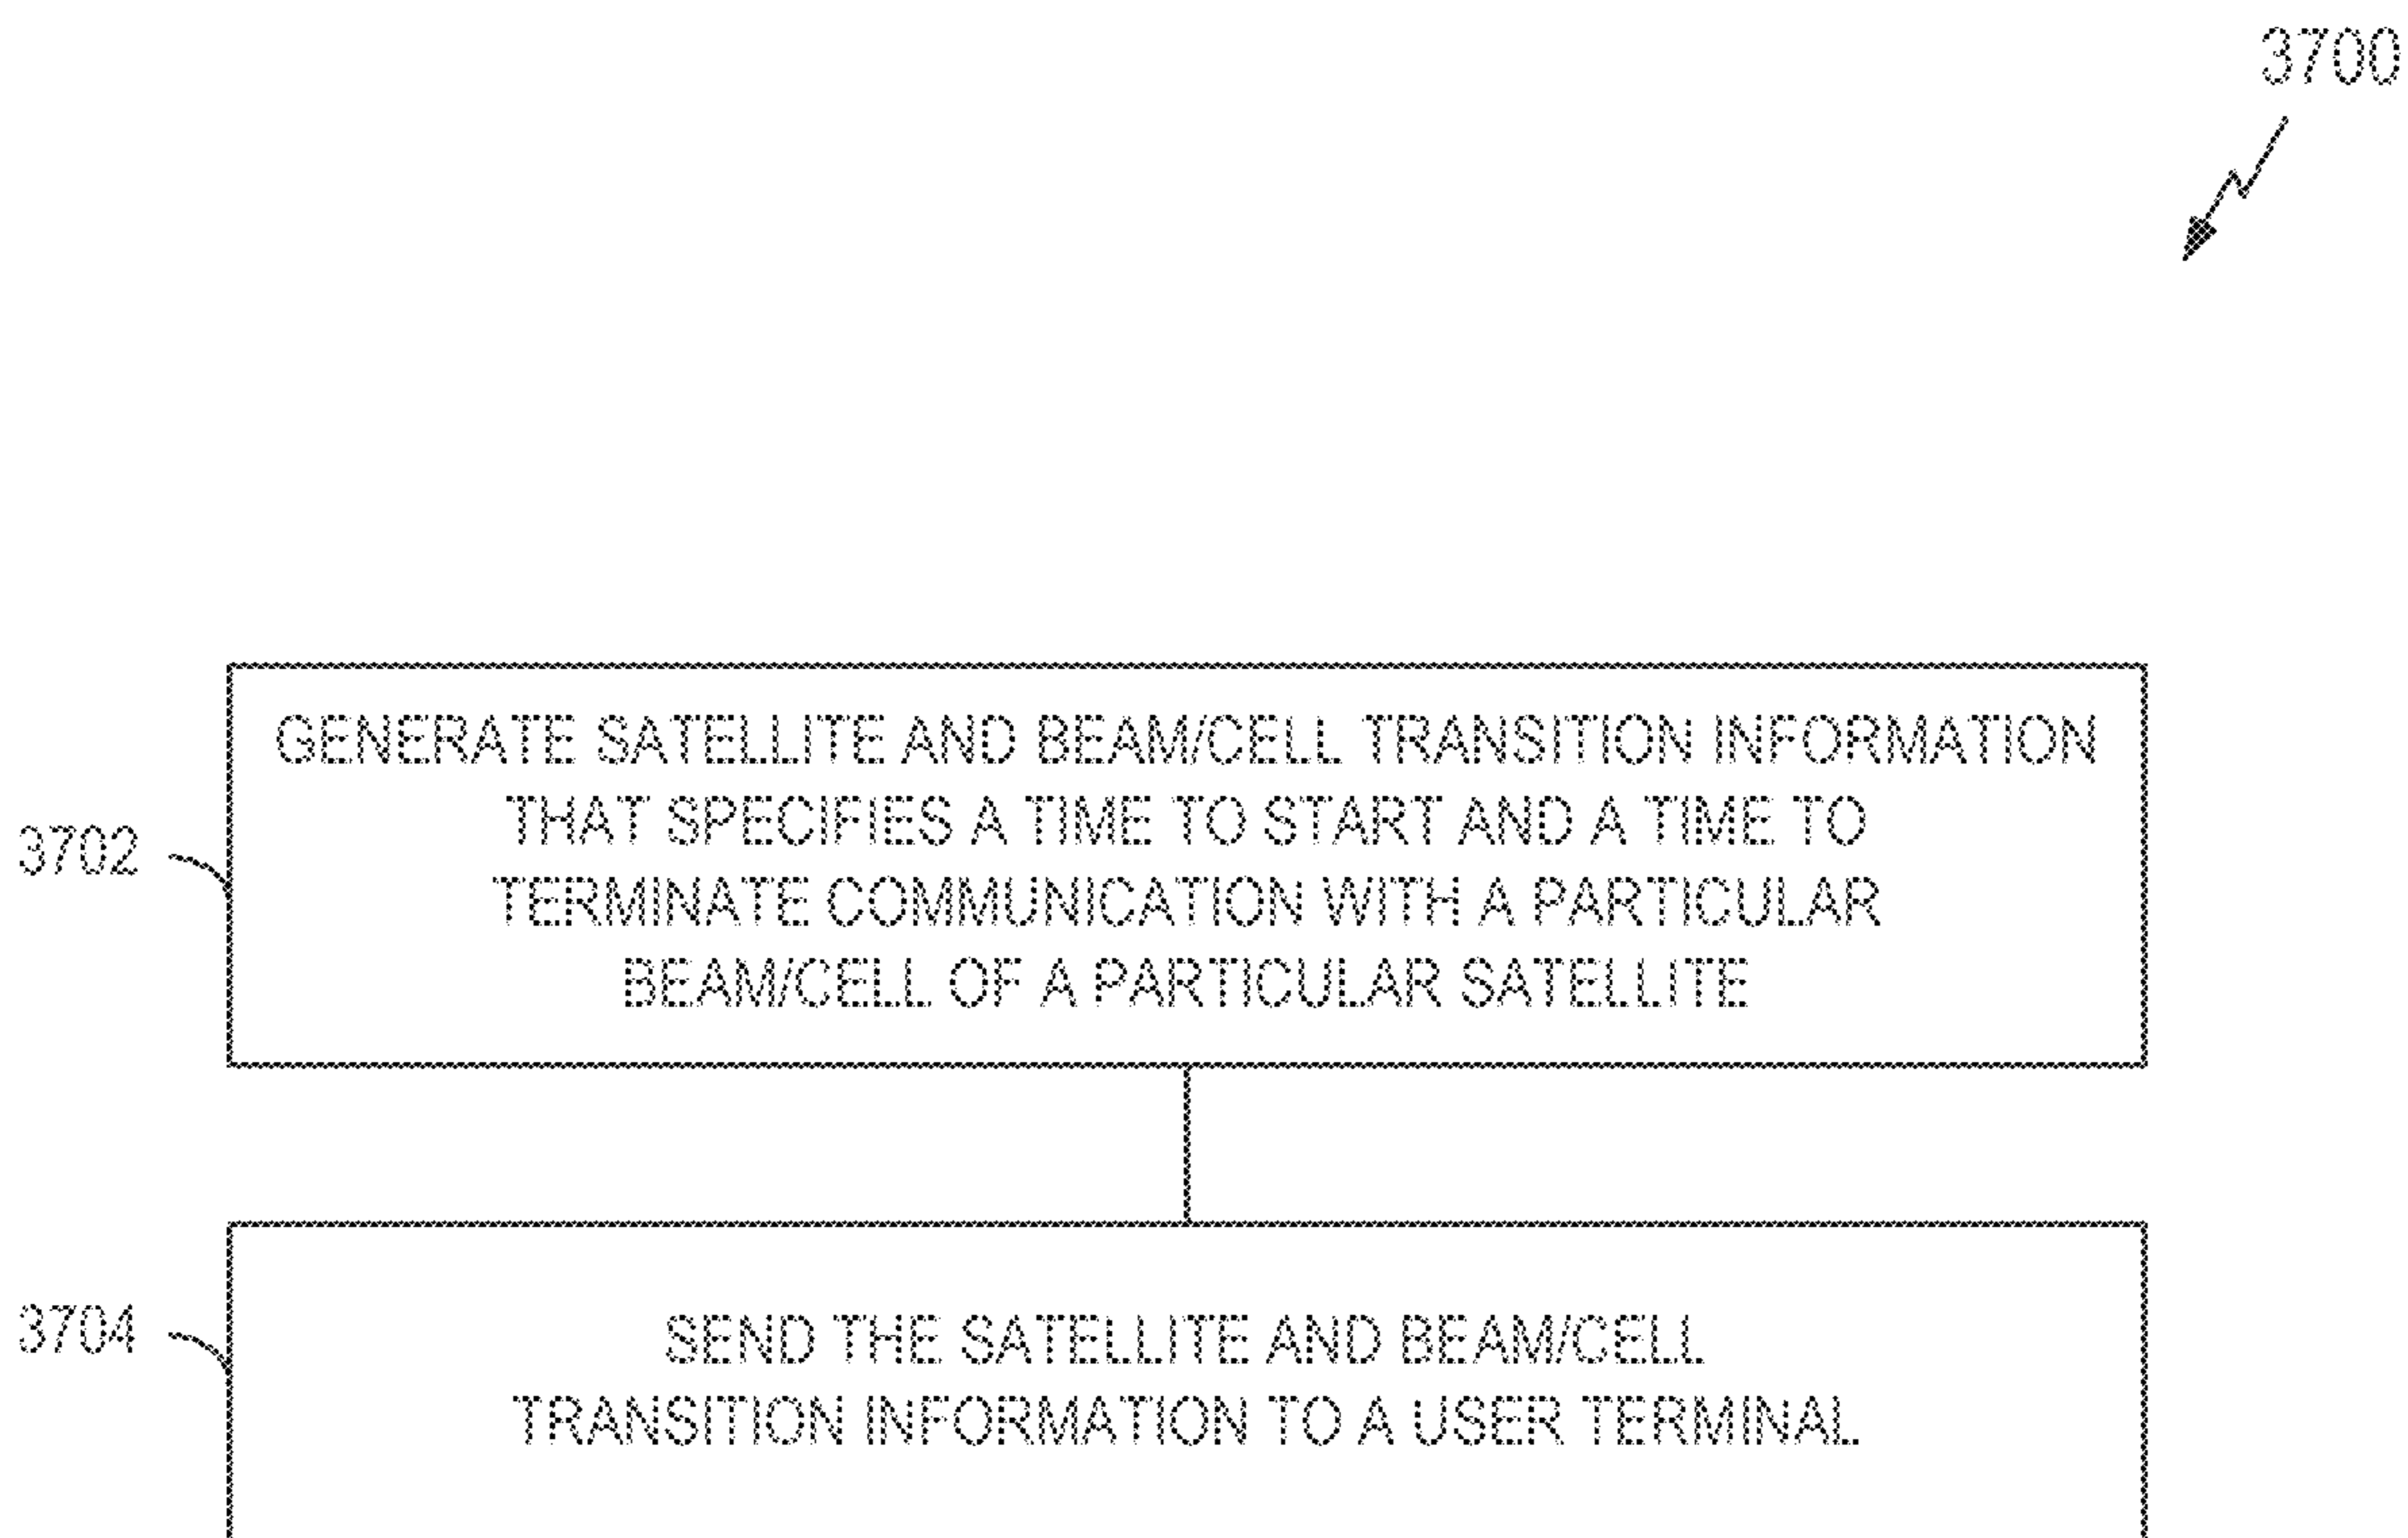 3700
GENERATE SATELLITE AND BEAM/CELL TRANSITION INFORMATION
THAT SPECIFIES A TIME TO START AND A TIME TO
3702
TERMINATE COMMUNICATION WITH A PARTICULAR
BEAM/CELL OF A PARTICULAR SATELLITE
3704
SEND THE SATELLITE AND BEAM/CELL
TRANSITION INFORMATION TO A USER TERMINAL